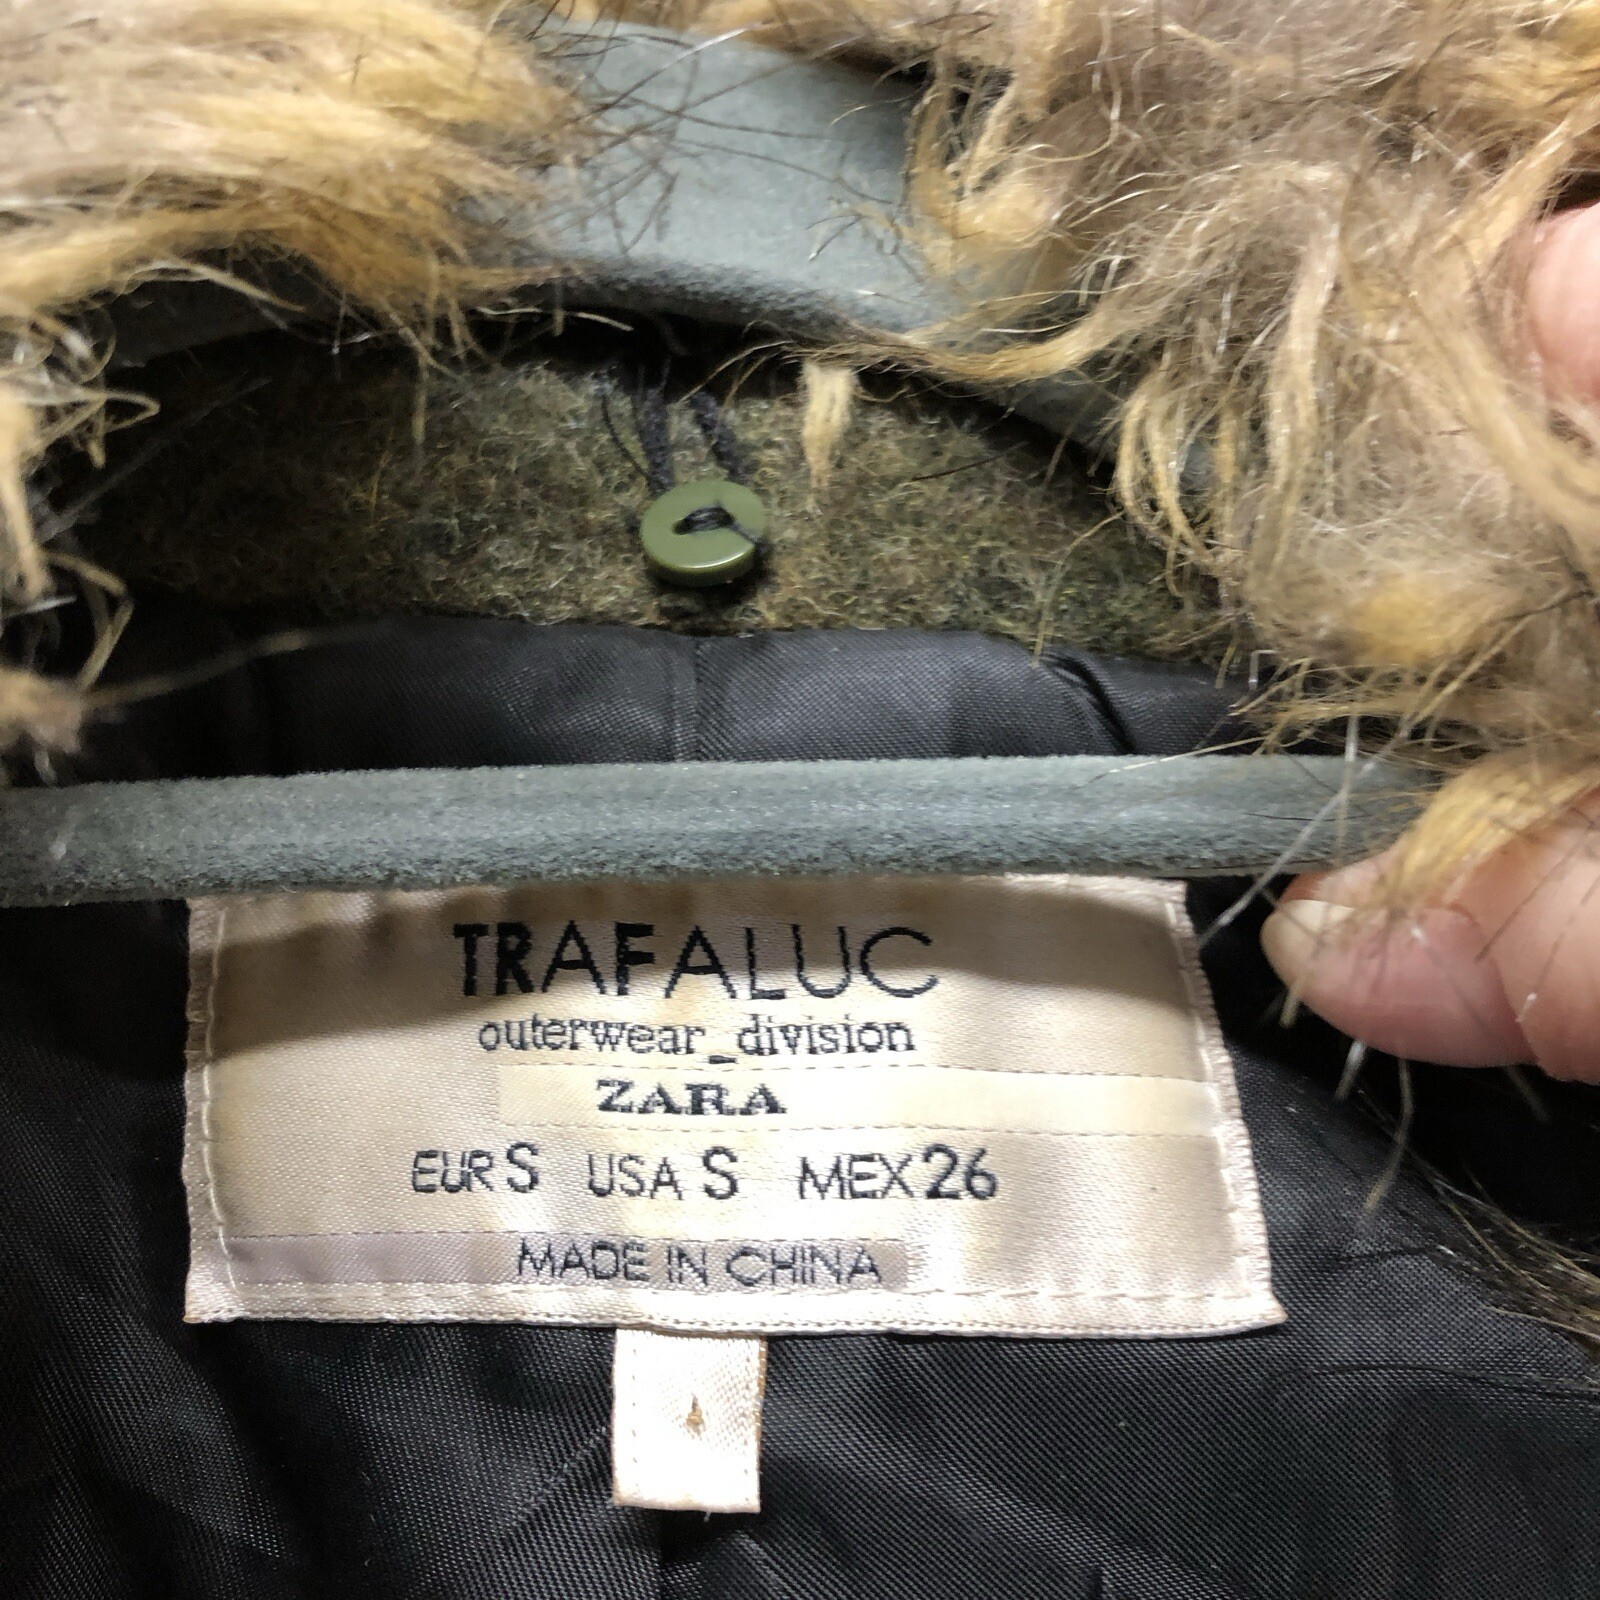 TRAFALUC
outerwear_division
ZARA
EUR S USA S MEX 26
MADE IN CHINA